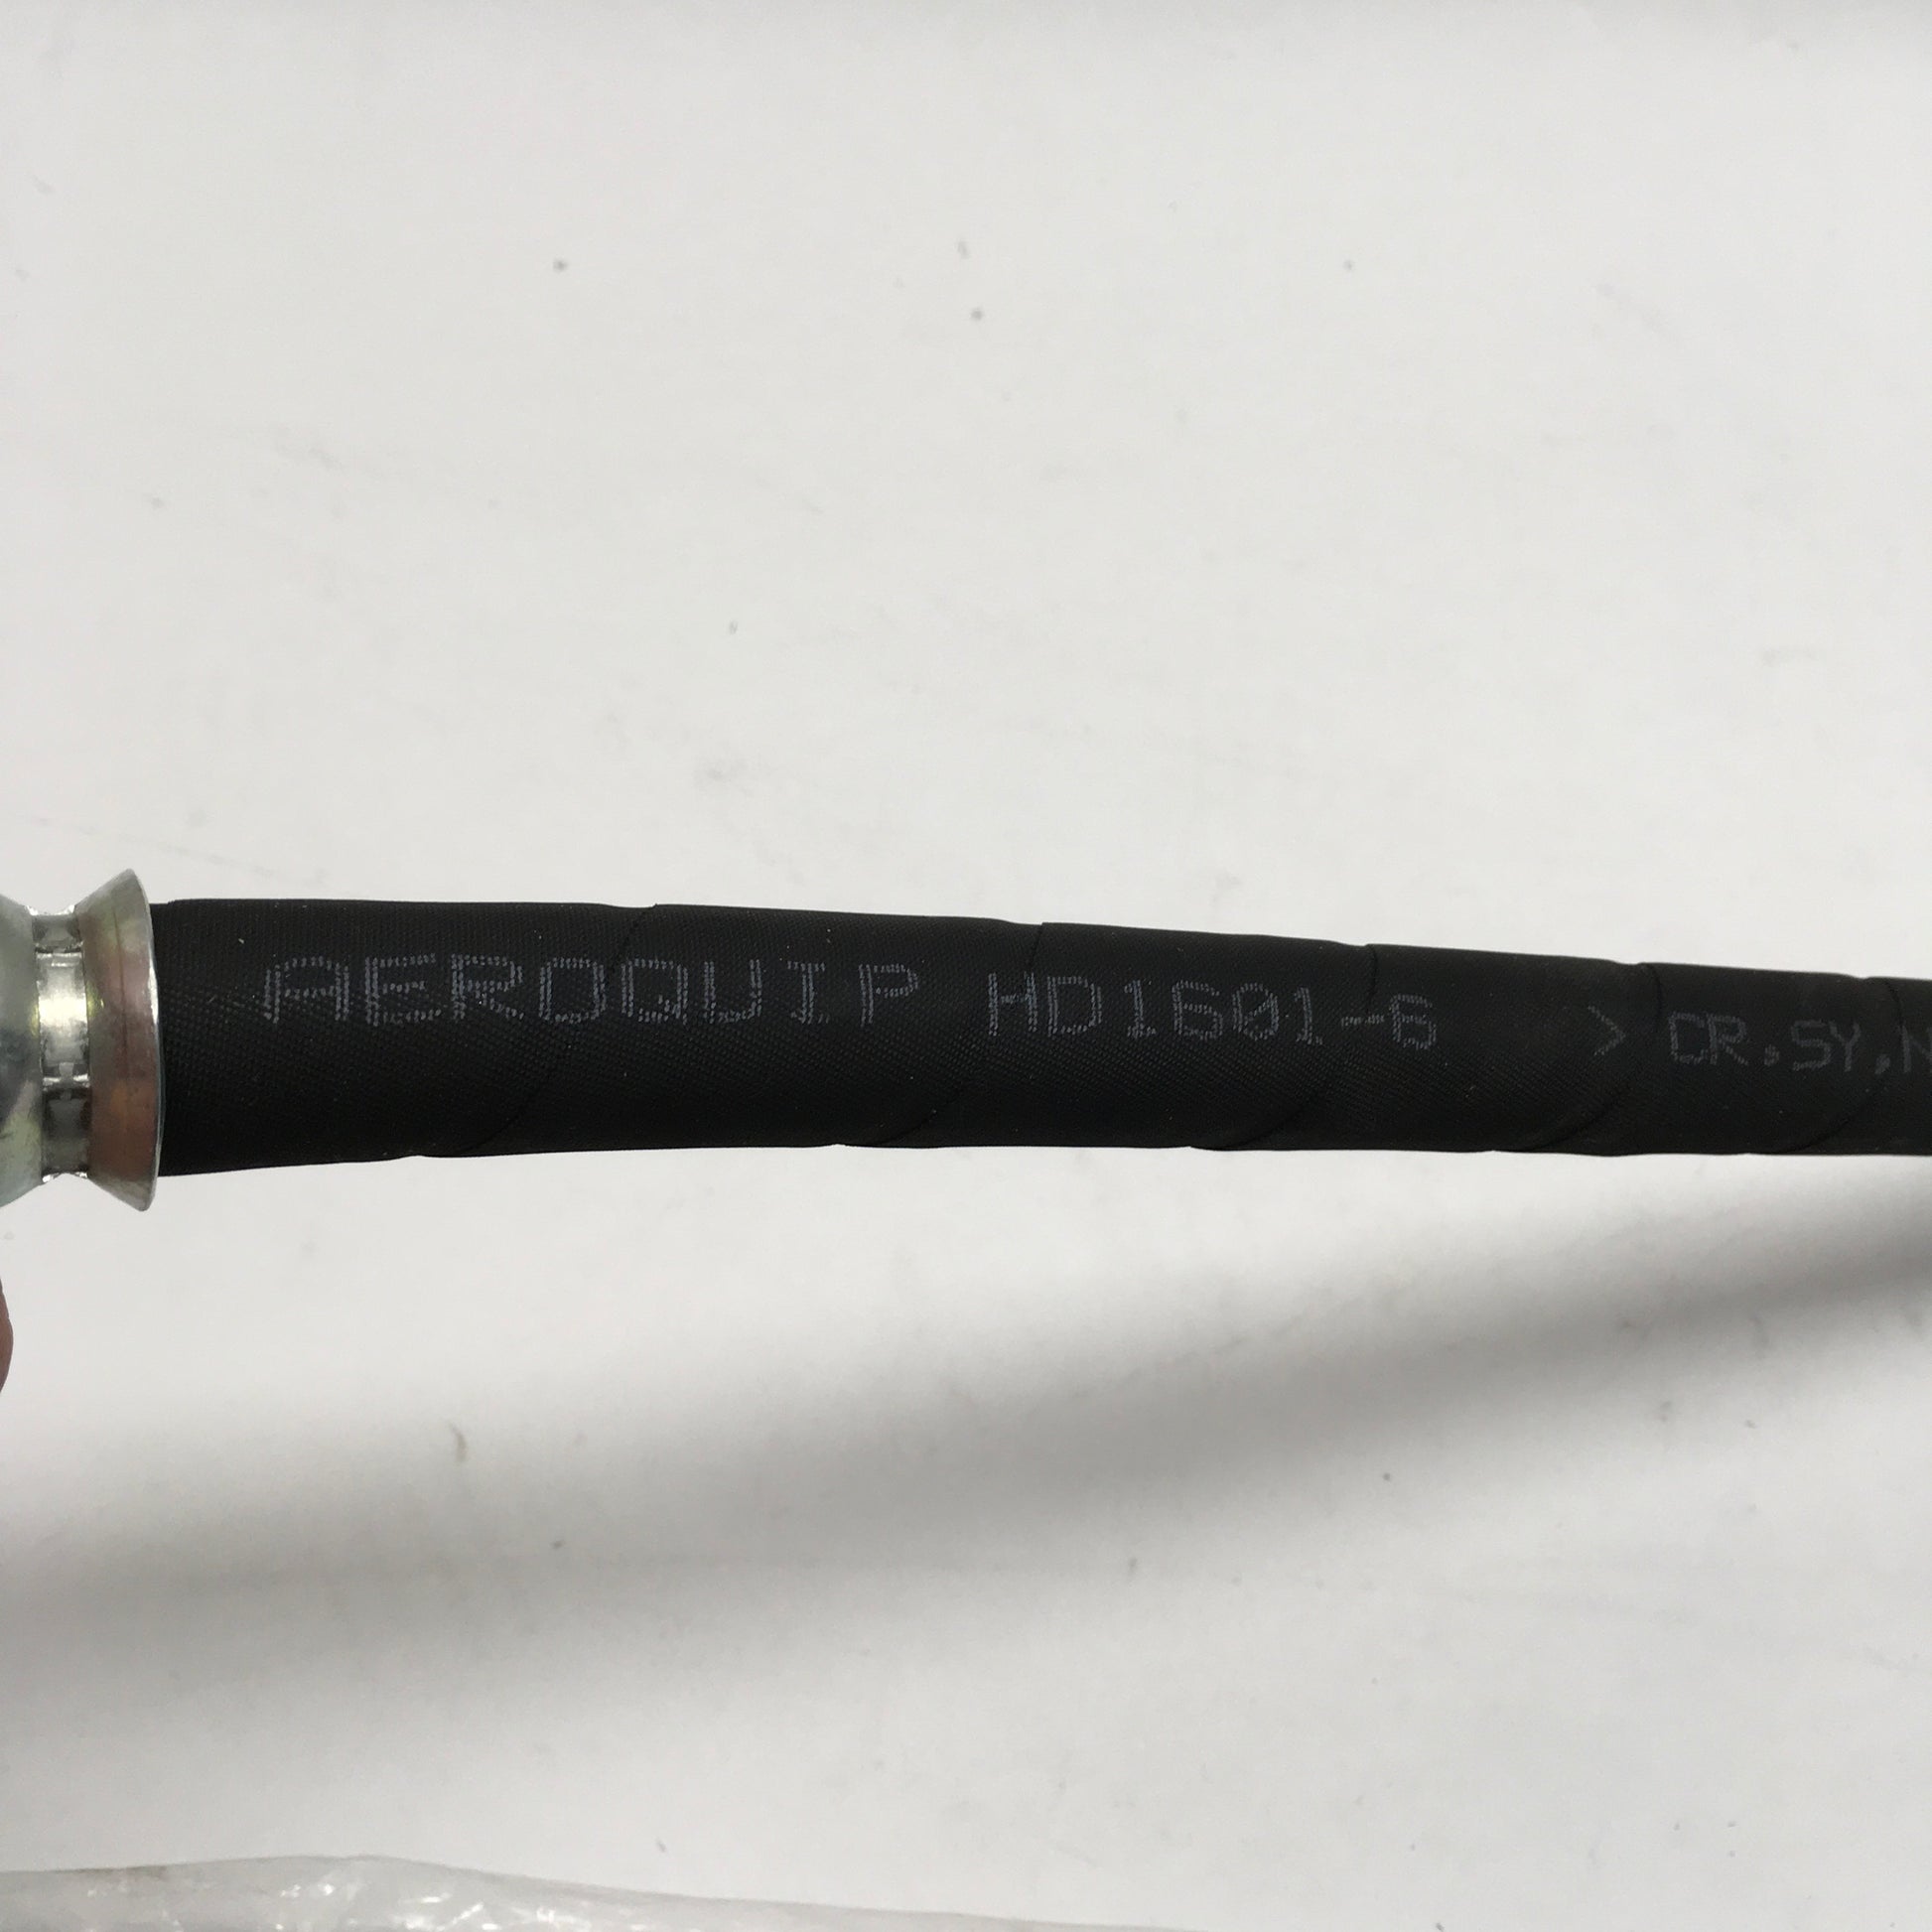 AEROQUIP HD1601-6 > CR,SY,N